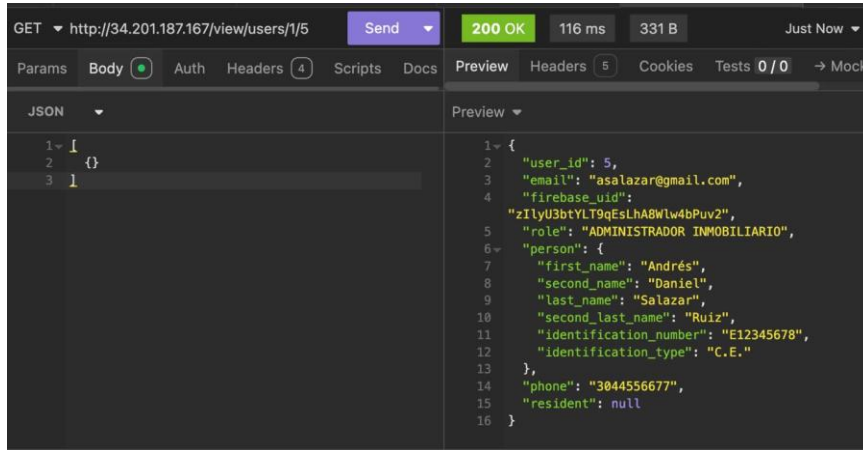 GET http://34.201.187.167/view/users/1/5 Send 200 OK 116 ms 331 B Just Now
Params Body Auth Headers 4 Scripts Docs Preview Headers 5 Cookies Tests 0 / 0 → Mock
JSON
1 [
2 {}
3 ]
Preview
1 {
2 "user_id": 5,
3 "email": "asalazar@gmail.com",
4 "firebase_uid":
"zIlyU3btYLT9qEsLhA8Wlw4bPuv2",
5 "role": "ADMINISTRADOR INMOBILIARIO",
6 "person": {
7 "first_name": "Andrés",
8 "second_name": "Daniel",
9 "last_name": "Salazar",
10 "second_last_name": "Ruiz",
11 "identification_number": "E12345678",
12 "identification_type": "C.E."
13 },
14 "phone": "3044556677",
15 "resident": null
16 }